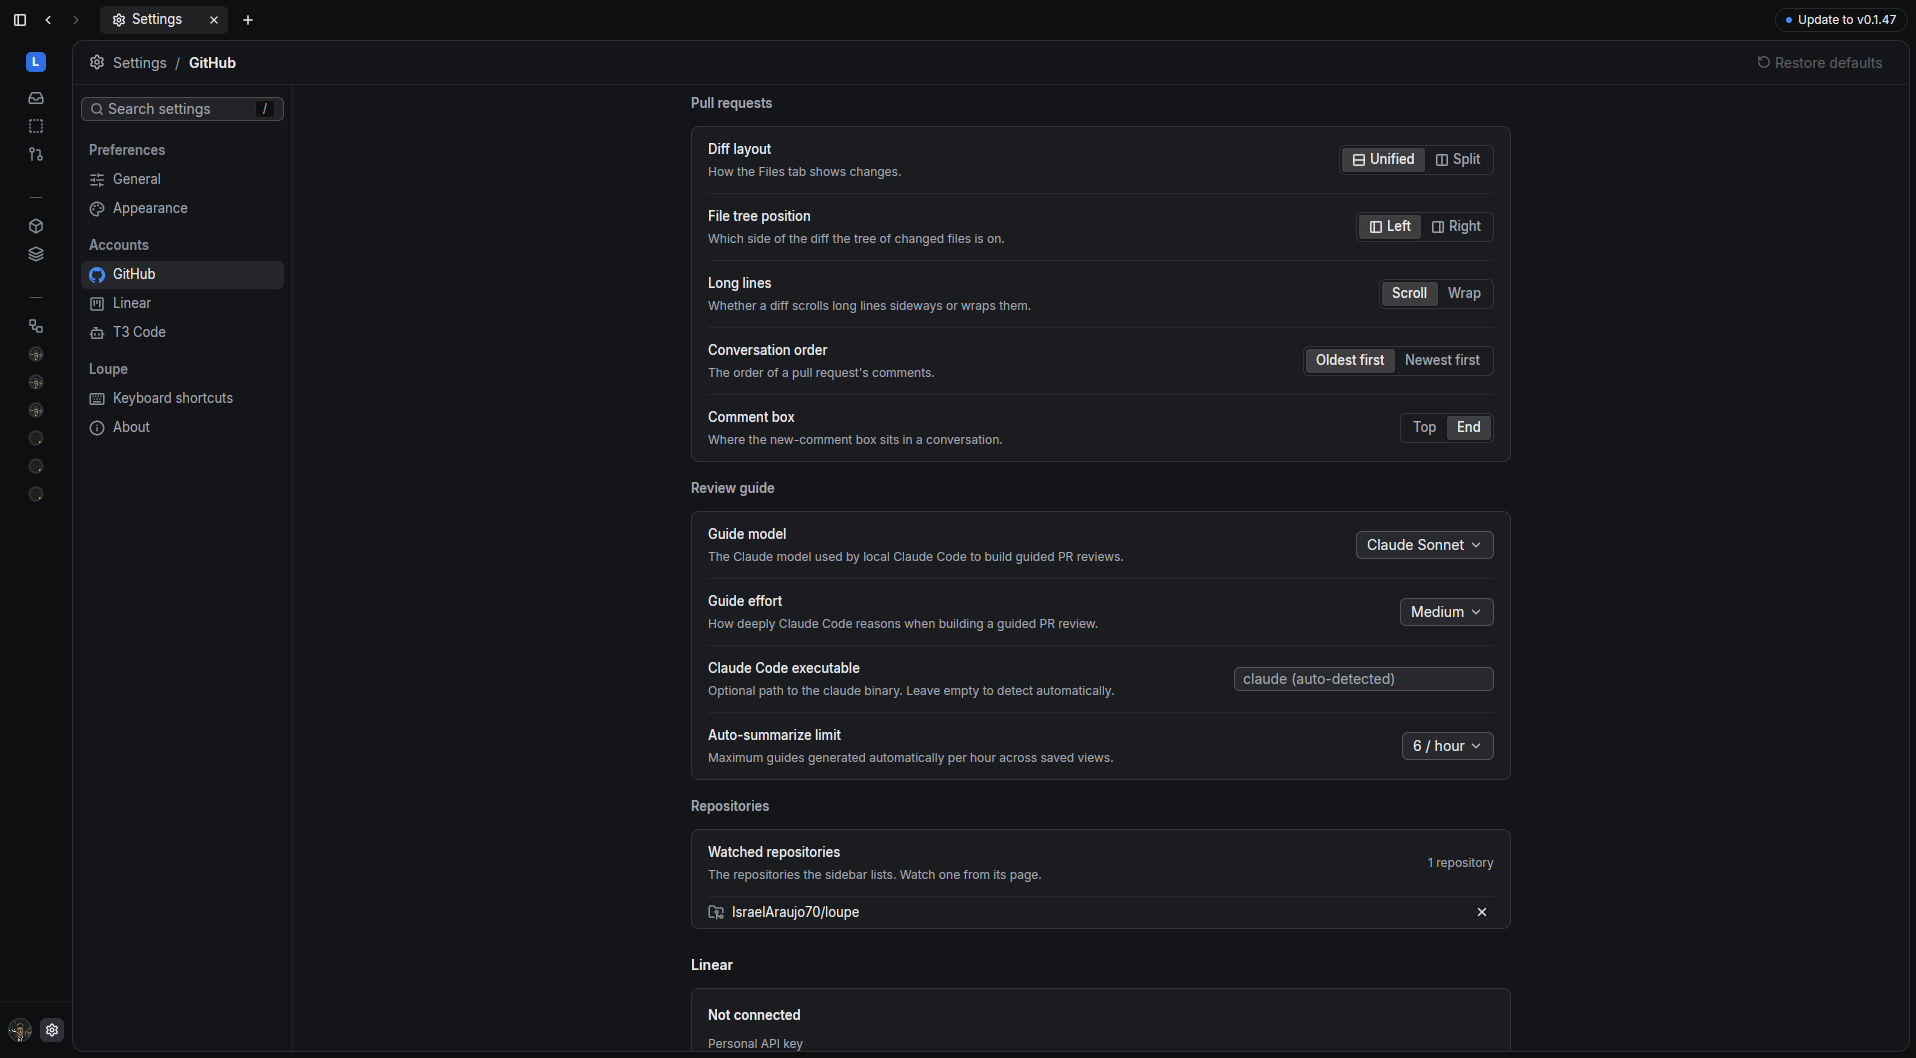 Settings
Update to v0.1.47
L
Settings / GitHub
Restore defaults
Search settings /
Preferences
General
Appearance
Accounts
GitHub
Linear
T3 Code
Loupe
Keyboard shortcuts
About
Pull requests
Diff layout
How the Files tab shows changes.
Unified Split
File tree position
Which side of the diff the tree of changed files is on.
Left Right
Long lines
Whether a diff scrolls long lines sideways or wraps them.
Scroll Wrap
Conversation order
The order of a pull request's comments.
Oldest first Newest first
Comment box
Where the new-comment box sits in a conversation.
Top End
Review guide
Guide model
The Claude model used by local Claude Code to build guided PR reviews.
Claude Sonnet
Guide effort
How deeply Claude Code reasons when building a guided PR review.
Medium
Claude Code executable
Optional path to the claude binary. Leave empty to detect automatically.
claude (auto-detected)
Auto-summarize limit
Maximum guides generated automatically per hour across saved views.
6 / hour
Repositories
Watched repositories
The repositories the sidebar lists. Watch one from its page.
1 repository
IsraelAraujo70/loupe
Linear
Not connected
Personal API key